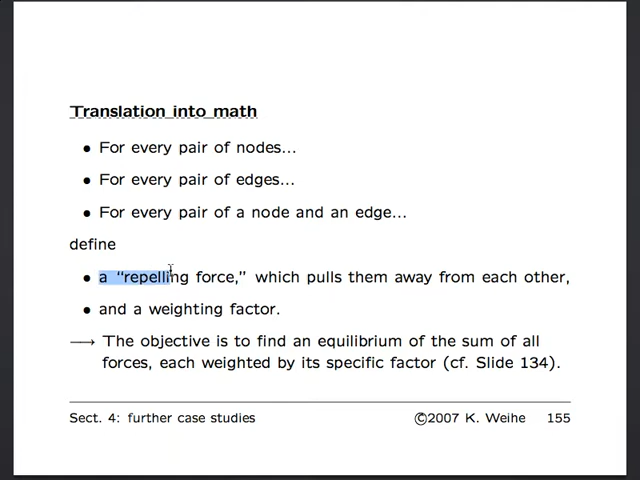 Translation into math
• For every pair of nodes...
• For every pair of edges...
• For every pair of a node and an edge...
define
• a “repelling force,” which pulls them away from each other,
• and a weighting factor.
⟶ The objective is to find an equilibrium of the sum of all
forces, each weighted by its specific factor (cf. Slide 134).
Sect. 4: further case studies ©2007 K. Weihe 155